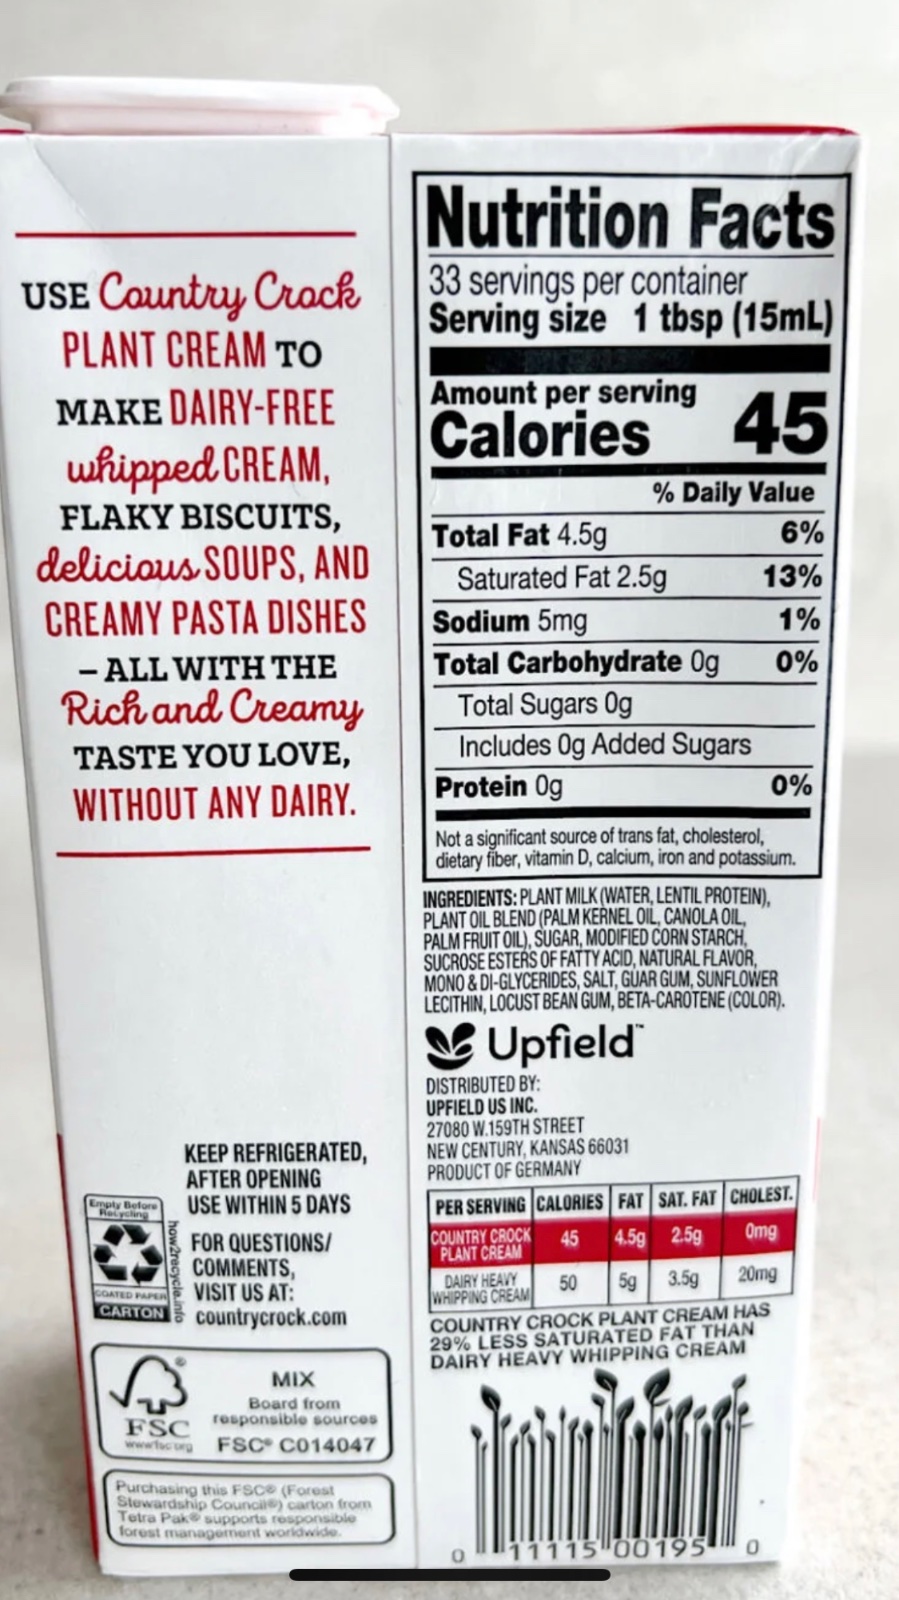 USE Country Crock
PLANT CREAM TO
MAKE DAIRY-FREE
whipped CREAM,
FLAKY BISCUITS,
delicious SOUPS, AND
CREAMY PASTA DISHES
– ALL WITH THE
Rich and Creamy
TASTE YOU LOVE,
WITHOUT ANY DAIRY.
KEEP REFRIGERATED,
AFTER OPENING
USE WITHIN 5 DAYS
FOR QUESTIONS/
COMMENTS,
VISIT US AT:
countrycrock.com
Empty Before
Recycling
COATED PAPER
CARTON
how2recycle.info
FSC®
www.fsc.org
MIX
Board from
responsible sources
FSC® C014047
Purchasing this FSC® (Forest
Stewardship Council®) carton from
Tetra Pak® supports responsible
forest management worldwide.
Nutrition Facts
33 servings per container
Serving size 1 tbsp (15mL)
Amount per serving
Calories 45
% Daily Value
Total Fat 4.5g 6%
Saturated Fat 2.5g 13%
Sodium 5mg 1%
Total Carbohydrate 0g 0%
Total Sugars 0g
Includes 0g Added Sugars
Protein 0g 0%
Not a significant source of trans fat, cholesterol,
dietary fiber, vitamin D, calcium, iron and potassium.
INGREDIENTS: PLANT MILK (WATER, LENTIL PROTEIN),
PLANT OIL BLEND (PALM KERNEL OIL, CANOLA OIL,
PALM FRUIT OIL), SUGAR, MODIFIED CORN STARCH,
SUCROSE ESTERS OF FATTY ACID, NATURAL FLAVOR,
MONO & DI-GLYCERIDES, SALT, GUAR GUM, SUNFLOWER
LECITHIN, LOCUST BEAN GUM, BETA-CAROTENE (COLOR).
Upfield™
DISTRIBUTED BY:
UPFIELD US INC.
27080 W.159TH STREET
NEW CENTURY, KANSAS 66031
PRODUCT OF GERMANY
PER SERVING CALORIES FAT SAT. FAT CHOLEST.
COUNTRY CROCK
PLANT CREAM 45 4.5g 2.5g 0mg
DAIRY HEAVY
WHIPPING CREAM 50 5g 3.5g 20mg
COUNTRY CROCK PLANT CREAM HAS
29% LESS SATURATED FAT THAN
DAIRY HEAVY WHIPPING CREAM
0 11115 00195 0